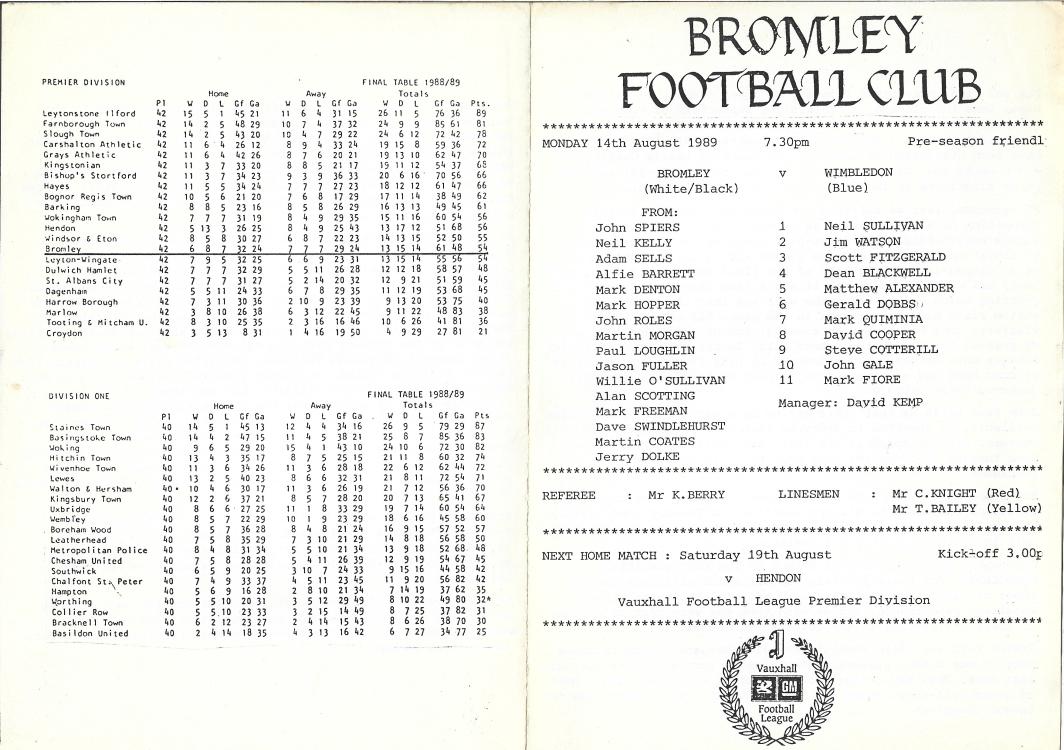 PREMIER DIVISION FINAL TABLE 1988/89
Home Away Totals
Pl W D L Gf Ga W D L Gf Ga W D L Gf Ga Pts.
Leytonstone Ilford 42 15 5 1 45 21 11 6 4 31 15 26 11 5 76 36 89
Farnborough Town 42 14 2 5 48 29 10 7 4 37 32 24 9 9 85 61 81
Slough Town 42 14 2 5 43 20 10 4 7 29 22 24 6 12 72 42 78
Carshalton Athletic 42 11 6 4 26 12 8 9 4 33 24 19 15 8 59 36 72
Grays Athletic 42 11 6 4 42 26 8 7 6 20 21 19 13 10 62 47 70
Kingstonian 42 11 3 7 33 20 8 8 5 21 17 19 11 12 54 37 68
Bishop's Stortford 42 11 3 7 34 23 9 3 9 36 33 20 6 16 70 56 66
Hayes 42 11 5 5 34 24 7 7 7 27 23 18 12 12 61 47 66
Bognor Regis Town 42 10 5 6 21 20 7 6 8 17 29 17 11 14 38 49 62
Barking 42 8 8 5 23 16 8 5 8 26 29 16 13 13 49 45 61
Wokingham Town 42 7 7 7 31 19 8 4 9 29 35 15 11 16 60 54 56
Hendon 42 5 13 3 26 25 8 4 9 25 43 13 17 12 51 68 56
Windsor & Eton 42 8 5 8 30 27 6 8 7 22 23 14 13 15 52 50 55
Bromley 42 6 8 7 32 24 7 7 7 29 24 13 15 14 61 48 54
Leyton-Wingate 42 7 9 5 32 25 6 6 9 23 31 13 15 14 55 56 54
Dulwich Hamlet 42 7 7 7 32 29 5 5 11 26 28 12 12 18 58 57 48
St. Albans City 42 7 7 7 31 27 5 2 14 20 32 12 9 21 51 59 45
Dagenham 42 5 5 11 24 33 6 7 8 29 35 11 12 19 53 68 45
Harrow Borough 42 7 3 11 30 36 2 10 9 23 39 9 13 20 53 75 40
Marlow 42 3 8 10 26 38 6 3 12 22 45 9 11 22 48 83 38
Tooting & Mitcham U. 42 8 3 10 25 35 2 3 16 16 46 10 6 26 41 81 36
Croydon 42 3 5 13 8 31 1 4 16 19 50 4 9 29 27 81 21
DIVISION ONE FINAL TABLE 1988/89
Home Away Totals
Pl W D L Gf Ga W D L Gf Ga W D L Gf Ga Pts
Staines Town 40 14 5 1 45 13 12 4 4 34 16 26 9 5 79 29 87
Basingstoke Town 40 14 4 2 47 15 11 4 5 38 21 25 8 7 85 36 83
Woking 40 9 6 5 29 20 15 4 1 43 10 24 10 6 72 30 82
Hitchin Town 40 13 4 3 35 17 8 7 5 25 15 21 11 8 60 32 74
Wivenhoe Town 40 11 3 6 34 26 11 3 6 28 18 22 6 12 62 44 72
Lewes 40 13 2 5 40 23 8 6 6 32 31 21 8 11 72 54 71
Walton & Hersham 40 10 4 6 30 17 11 3 6 26 19 21 7 12 56 36 70
Kingsbury Town 40 12 2 6 37 21 8 5 7 28 20 20 7 13 65 41 67
Uxbridge 40 8 6 6 27 25 11 1 8 33 29 19 7 14 60 54 64
Wembley 40 8 5 7 22 29 10 1 9 23 29 18 6 16 45 58 60
Boreham Wood 40 8 5 7 36 28 8 4 8 21 24 16 9 15 57 52 57
Leatherhead 40 7 5 8 35 29 7 3 10 21 29 14 8 18 56 58 50
Metropolitan Police 40 8 4 8 31 34 5 5 10 21 34 13 9 18 52 68 48
Chesham United 40 7 5 8 28 28 5 4 11 26 39 12 9 19 54 67 45
Southwick 40 6 5 9 20 25 3 10 7 24 33 9 15 16 44 58 42
Chalfont St. Peter 40 7 4 9 33 37 4 5 11 23 45 11 9 20 56 82 42
Hampton 40 5 6 9 16 28 2 8 10 21 34 7 14 19 37 62 35
Worthing 40 5 5 10 20 31 3 5 12 29 49 8 10 22 49 80 32*
Collier Row 40 5 5 10 23 33 3 2 15 14 49 8 7 25 37 82 31
Bracknell Town 40 6 2 12 23 27 2 4 14 15 43 8 6 26 38 70 30
Basildon United 40 2 4 14 18 35 4 3 13 16 42 6 7 27 34 77 25
BROMLEY
FOOTBALL CLUB
MONDAY 14th August 1989 7.30pm Pre-season friendl
BROMLEY v WIMBLEDON
(White/Black) (Blue)
FROM:
John SPIERS 1 Neil SULLIVAN
Neil KELLY 2 Jim WATSON
Adam SELLS 3 Scott FITZGERALD
Alfie BARRETT 4 Dean BLACKWELL
Mark DENTON 5 Matthew ALEXANDER
Mark HOPPER 6 Gerald DOBBS
John ROLES 7 Mark QUIMINIA
Martin MORGAN 8 David COOPER
Paul LOUGHLIN 9 Steve COTTERILL
Jason FULLER 10 John GALE
Willie O'SULLIVAN 11 Mark FIORE
Alan SCOTTING Manager: David KEMP
Mark FREEMAN
Dave SWINDLEHURST
Martin COATES
Jerry DOLKE
REFEREE : Mr K.BERRY LINESMEN : Mr C.KNIGHT (Red)
Mr T.BAILEY (Yellow)
NEXT HOME MATCH : Saturday 19th August Kick-off 3.00p
v HENDON
Vauxhall Football League Premier Division
Vauxhall
GM
Football
League